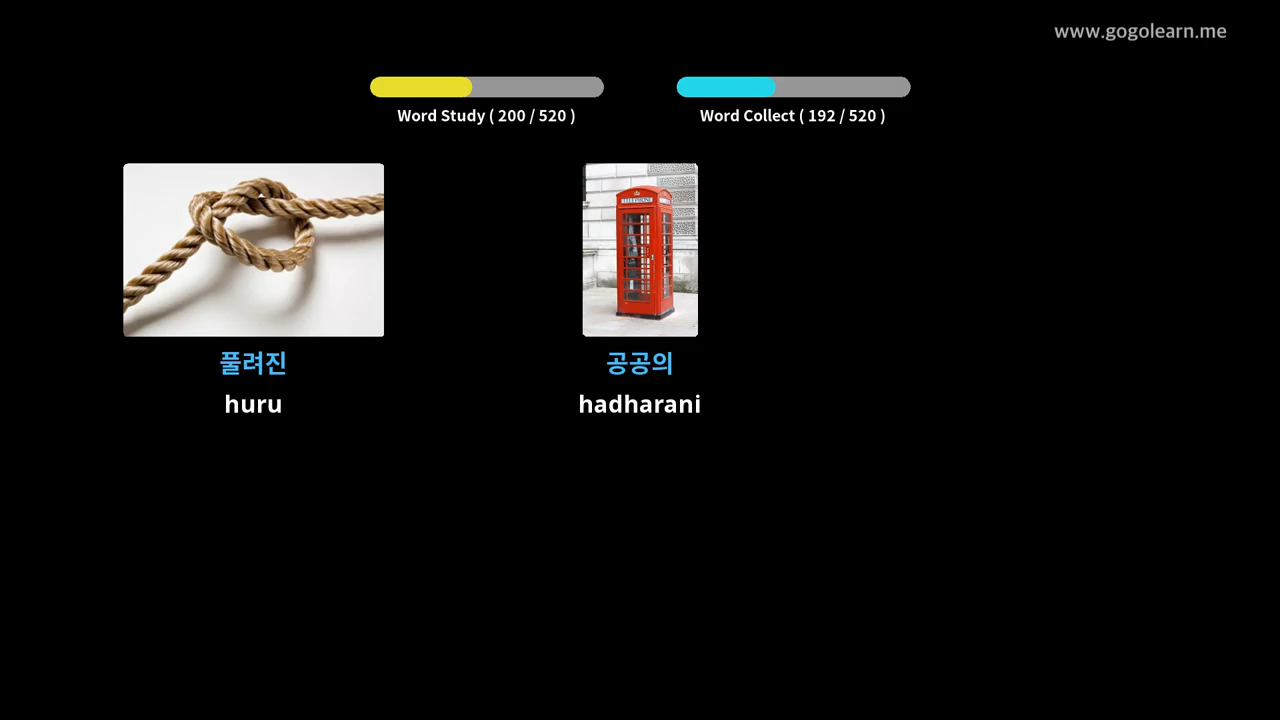 www.gogolearn.me
Word Study ( 200 / 520 )
Word Collect ( 192 / 520 )
TELEPHONE
풀려진
공공의
huru
hadharani